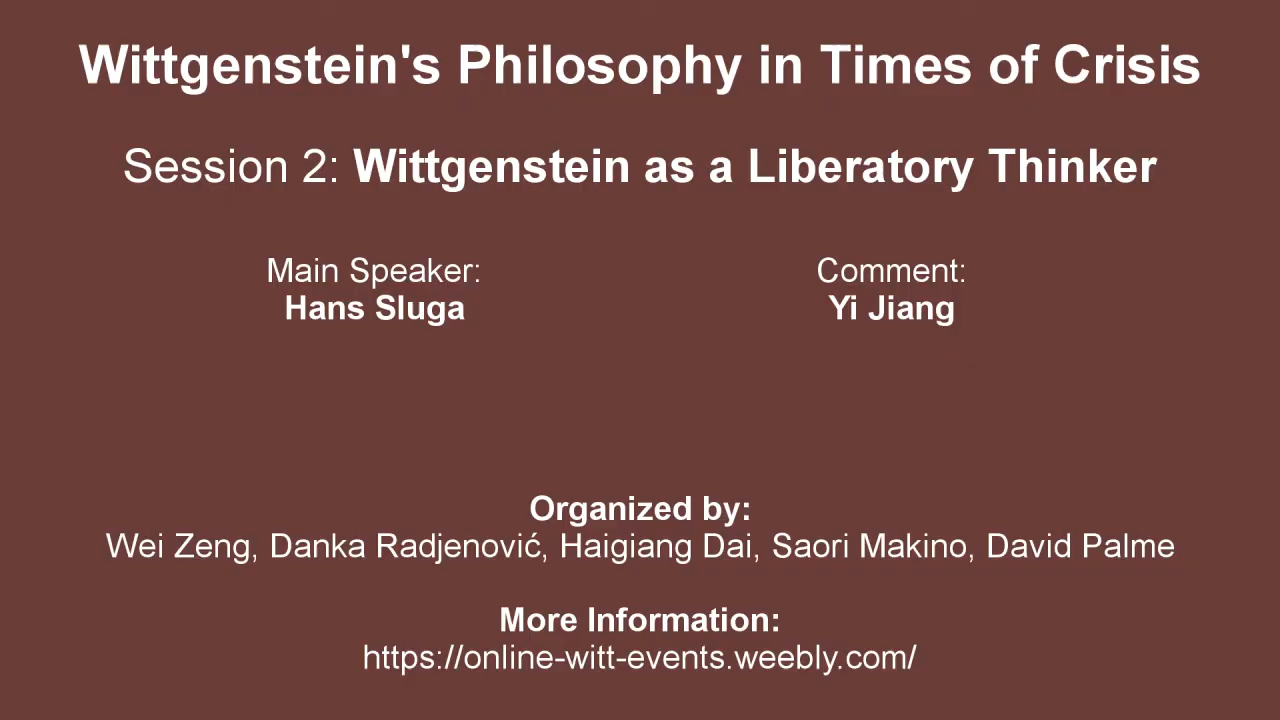 Wittgenstein's Philosophy in Times of Crisis
Session 2: Wittgenstein as a Liberatory Thinker
Main Speaker:
Hans Sluga
Comment:
Yi Jiang
Organized by:
Wei Zeng, Danka Radjenović, Haigiang Dai, Saori Makino, David Palme
More Information:
https://online-witt-events.weebly.com/